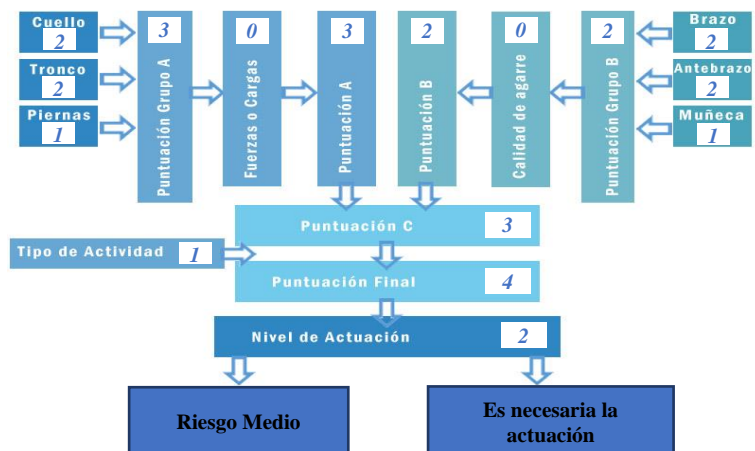 Cuello
2
Tronco
2
Piernas
1
3
Puntuación Grupo A
0
Fuerzas o Cargas
3
Puntuación A
2
Puntuación B
0
Calidad de agarre
2
Puntuación Grupo B
Brazo
2
Antebrazo
2
Muñeca
1
Puntuación C 3
Tipo de Actividad 1
Puntuación Final 4
Nivel de Actuación 2
Riesgo Medio
Es necesaria la
actuación